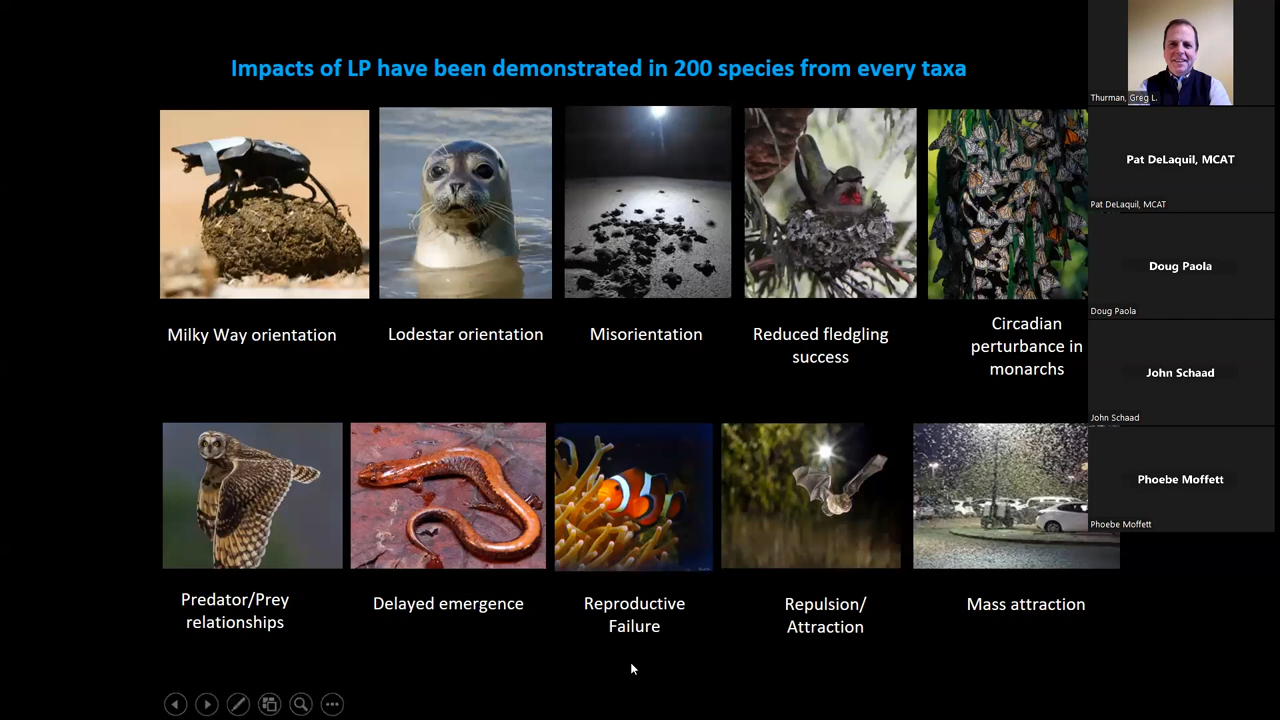 Impacts of LP have been demonstrated in 200 species from every taxa
Milky Way orientation
Lodestar orientation
Misorientation
Reduced fledgling
success
Circadian
perturbance in
monarchs
Predator/Prey
relationships
Delayed emergence
Reproductive
Failure
Repulsion/
Attraction
Mass attraction
Thurman, Greg L.
Pat DeLaquil, MCAT
Pat DeLaquil, MCAT
Doug Paola
Doug Paola
John Schaad
John Schaad
Phoebe Moffett
Phoebe Moffett